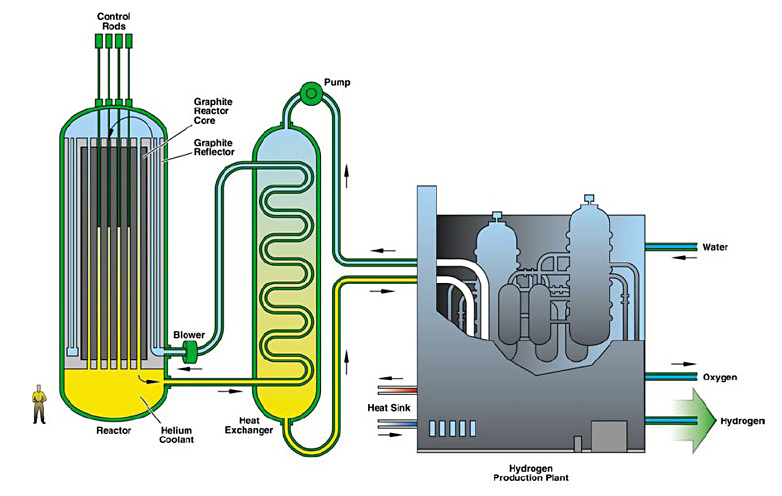 Control
Rods
Graphite
Reactor
Core
Graphite
Reflector
Pump
Blower
Water
Oxygen
Hydrogen
Heat Sink
Reactor
Helium
Coolant
Heat
Exchanger
Hydrogen
Production Plant